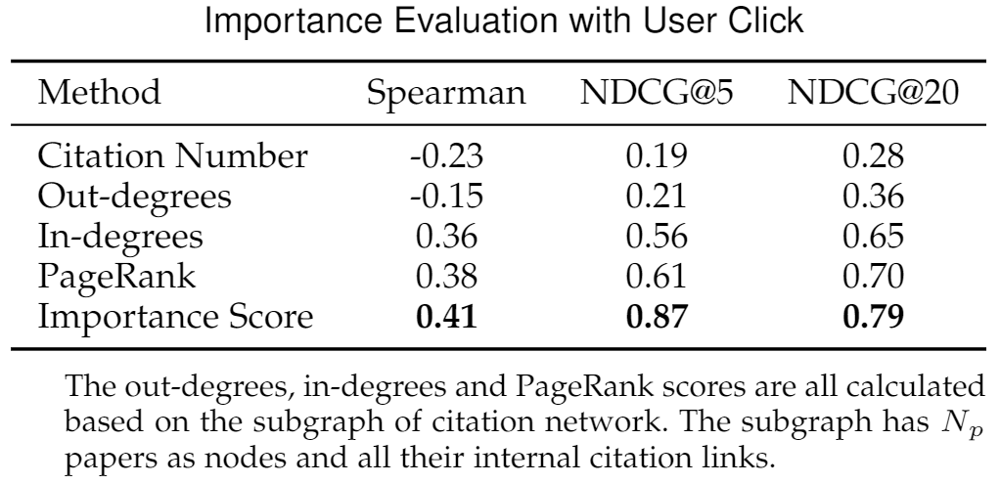 Importance Evaluation with User Click
Method Spearman NDCG@5 NDCG@20
Citation Number -0.23 0.19 0.28
Out-degrees -0.15 0.21 0.36
In-degrees 0.36 0.56 0.65
PageRank 0.38 0.61 0.70
Importance Score 0.41 0.87 0.79
The out-degrees, in-degrees and PageRank scores are all calculated
based on the subgraph of citation network. The subgraph has Nₚ
papers as nodes and all their internal citation links.